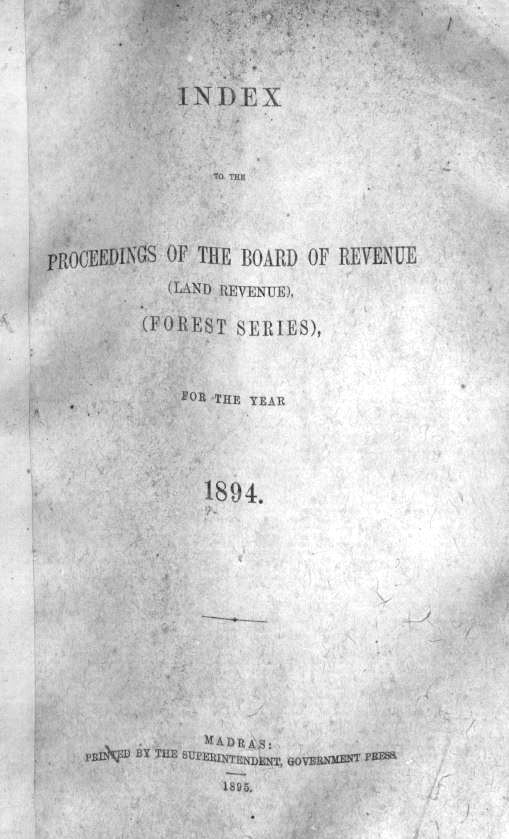 INDEX
TO THE
PROCEEDINGS OF THE BOARD OF REVENUE
(LAND REVENUE),
(FOREST SERIES),
FOR THE YEAR
1894.
MADRAS:
PRINTED BY THE SUPERINTENDENT, GOVERNMENT PRESS.
1895.